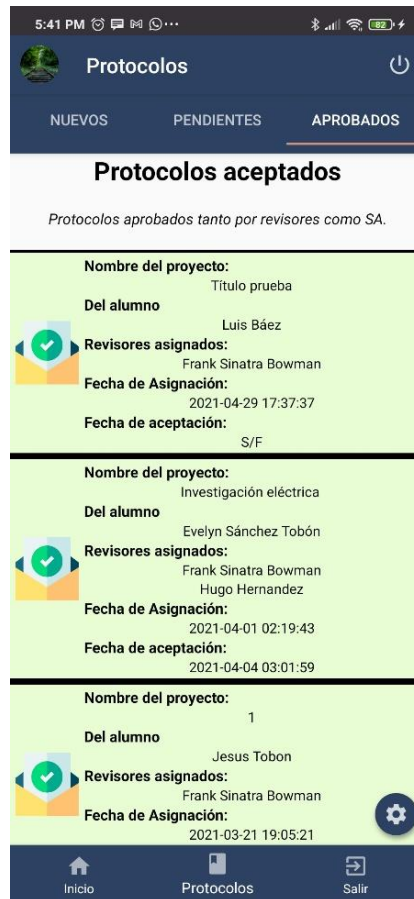 5:41 PM
82
Protocolos
NUEVOS PENDIENTES APROBADOS
Protocolos aceptados
Protocolos aprobados tanto por revisores como SA.
Nombre del proyecto:
Título prueba
Del alumno
Luis Báez
Revisores asignados:
Frank Sinatra Bowman
Fecha de Asignación:
2021-04-29 17:37:37
Fecha de aceptación:
S/F
Nombre del proyecto:
Investigación eléctrica
Del alumno
Evelyn Sánchez Tobón
Revisores asignados:
Frank Sinatra Bowman
Hugo Hernandez
Fecha de Asignación:
2021-04-01 02:19:43
Fecha de aceptación:
2021-04-04 03:01:59
Nombre del proyecto:
1
Del alumno
Jesus Tobon
Revisores asignados:
Frank Sinatra Bowman
Fecha de Asignación:
2021-03-21 19:05:21
Inicio Protocolos Salir